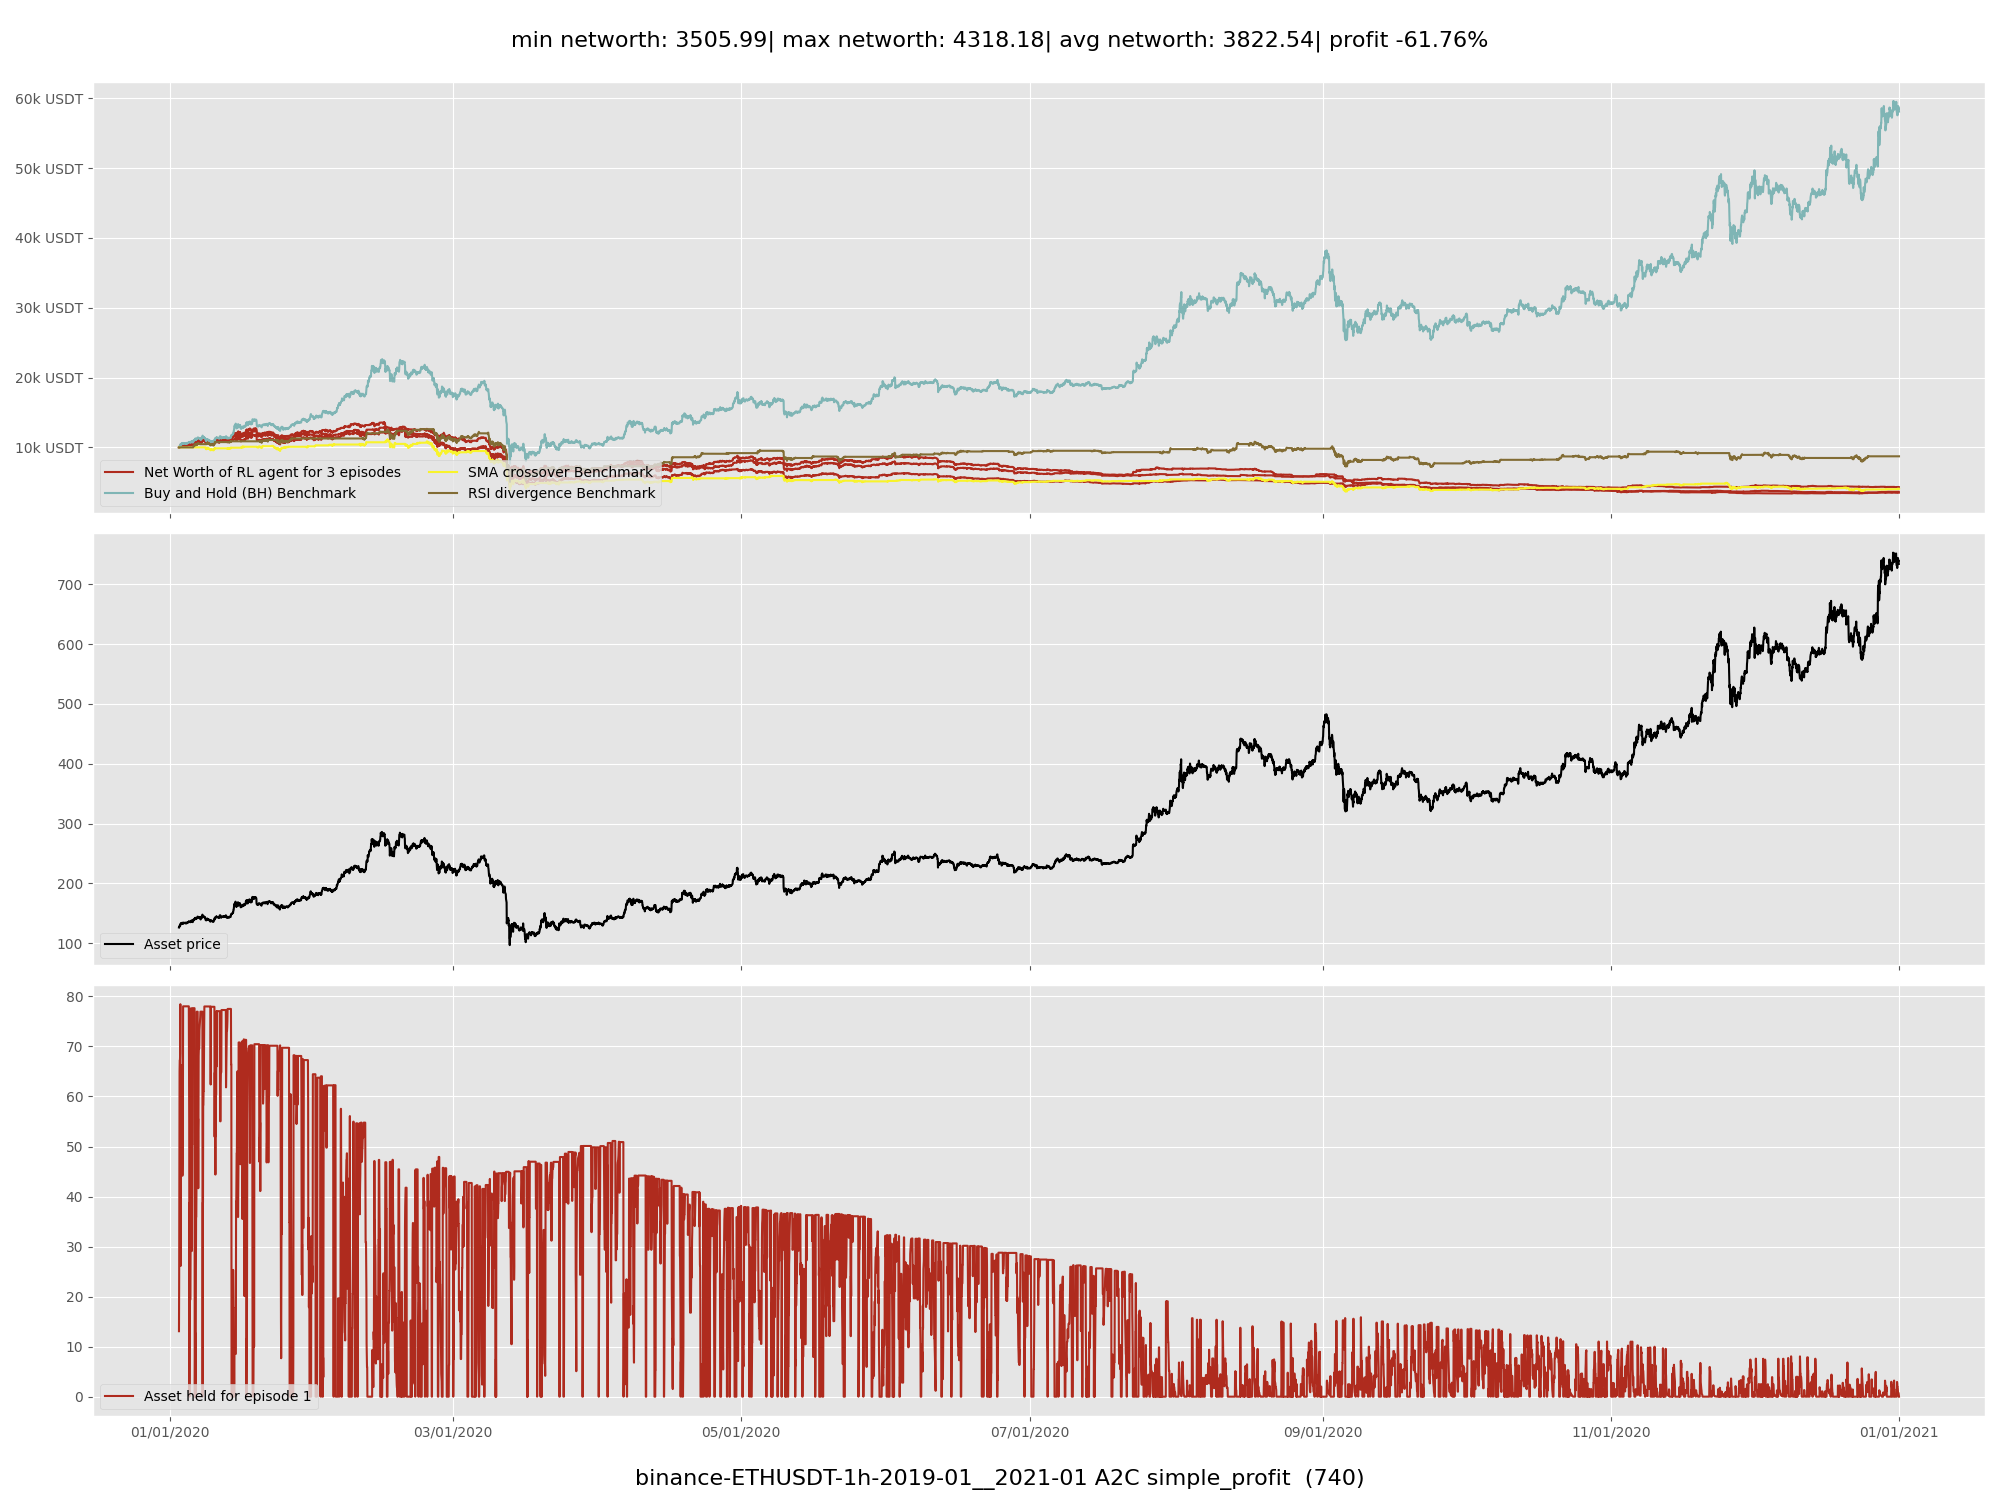 min networth: 3505.99| max networth: 4318.18| avg networth: 3822.54| profit -61.76%
60k USDT
50k USDT
40k USDT
30k USDT
20k USDT
10k USDT
Net Worth of RL agent for 3 episodes
Buy and Hold (BH) Benchmark
SMA crossover Benchmark
RSI divergence Benchmark
700
600
500
400
300
200
100
Asset price
80
70
60
50
40
30
20
10
0
Asset held for episode 1
01/01/2020
03/01/2020
05/01/2020
07/01/2020
09/01/2020
11/01/2020
01/01/2021
binance-ETHUSDT-1h-2019-01__2021-01 A2C simple_profit (740)